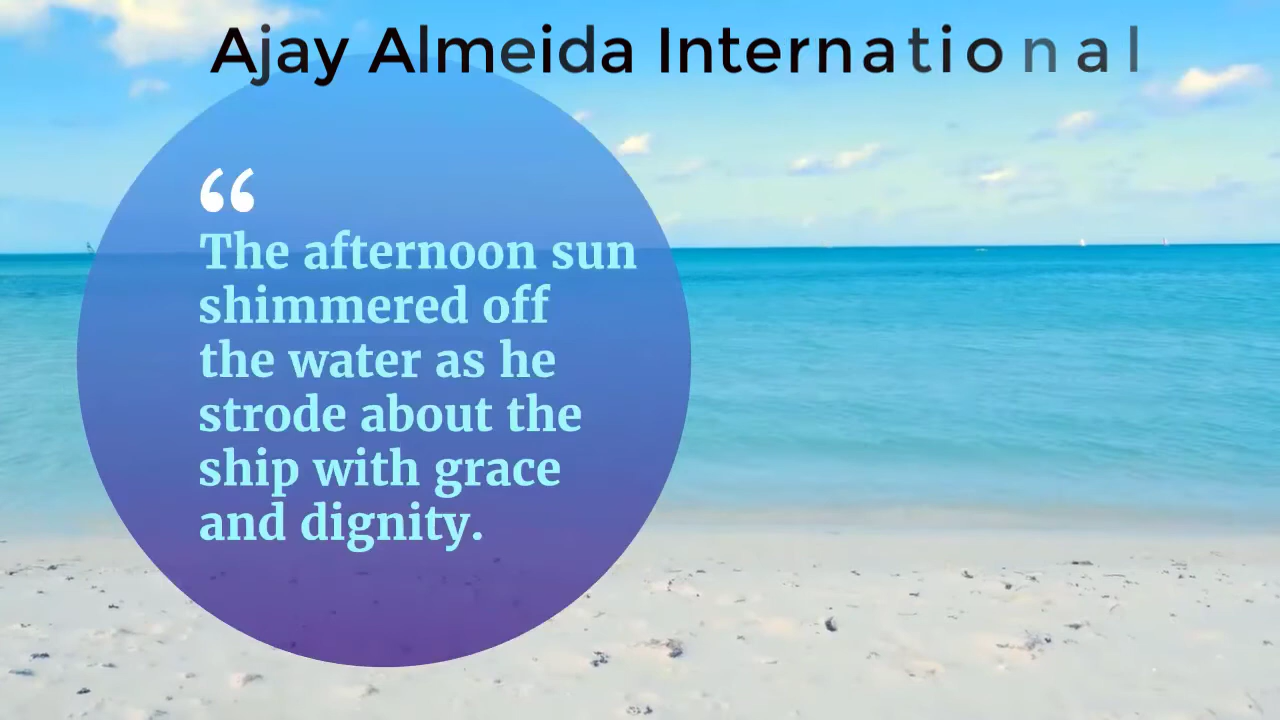 Ajay Almeida International
“
The afternoon sun
shimmered off
the water as he
strode about the
ship with grace
and dignity.